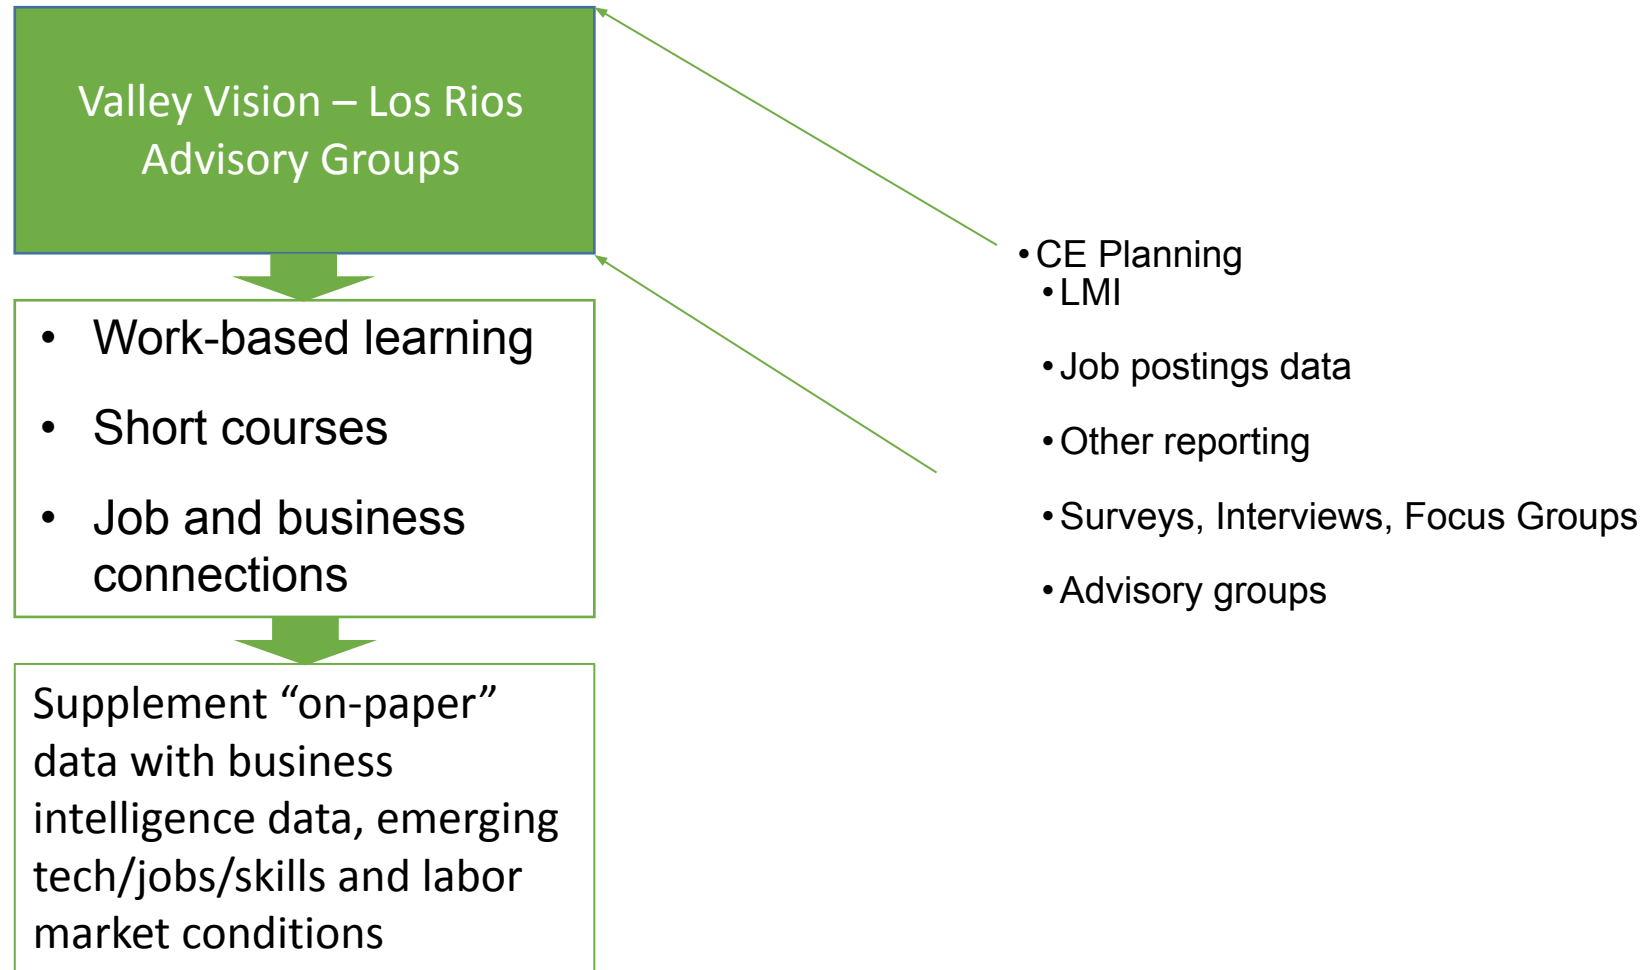 Valley Vision – Los Rios
Advisory Groups
• Work-based learning
• Short courses
• Job and business
connections
Supplement “on-paper”
data with business
intelligence data, emerging
tech/jobs/skills and labor
market conditions
• CE Planning
• LMI
• Job postings data
• Other reporting
• Surveys, Interviews, Focus Groups
• Advisory groups